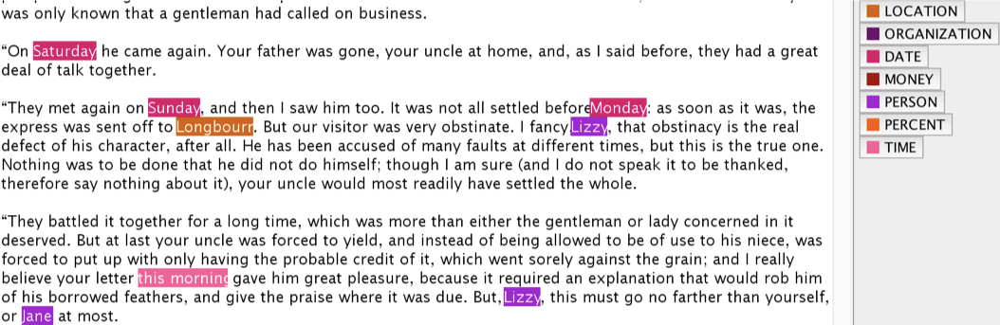 was only known that a gentleman had called on business.
“On Saturday he came again. Your father was gone, your uncle at home, and, as I said before, they had a great
deal of talk together.
“They met again on Sunday, and then I saw him too. It was not all settled before Monday: as soon as it was, the
express was sent off to Longbourn. But our visitor was very obstinate. I fancy, Lizzy, that obstinacy is the real
defect of his character, after all. He has been accused of many faults at different times, but this is the true one.
Nothing was to be done that he did not do himself; though I am sure (and I do not speak it to be thanked,
therefore say nothing about it), your uncle would most readily have settled the whole.
“They battled it together for a long time, which was more than either the gentleman or lady concerned in it
deserved. But at last your uncle was forced to yield, and instead of being allowed to be of use to his niece, was
forced to put up with only having the probable credit of it, which went sorely against the grain; and I really
believe your letter this morning gave him great pleasure, because it required an explanation that would rob him
of his borrowed feathers, and give the praise where it was due. But, Lizzy, this must go no farther than yourself,
or Jane at most.
LOCATION
ORGANIZATION
DATE
MONEY
PERSON
PERCENT
TIME